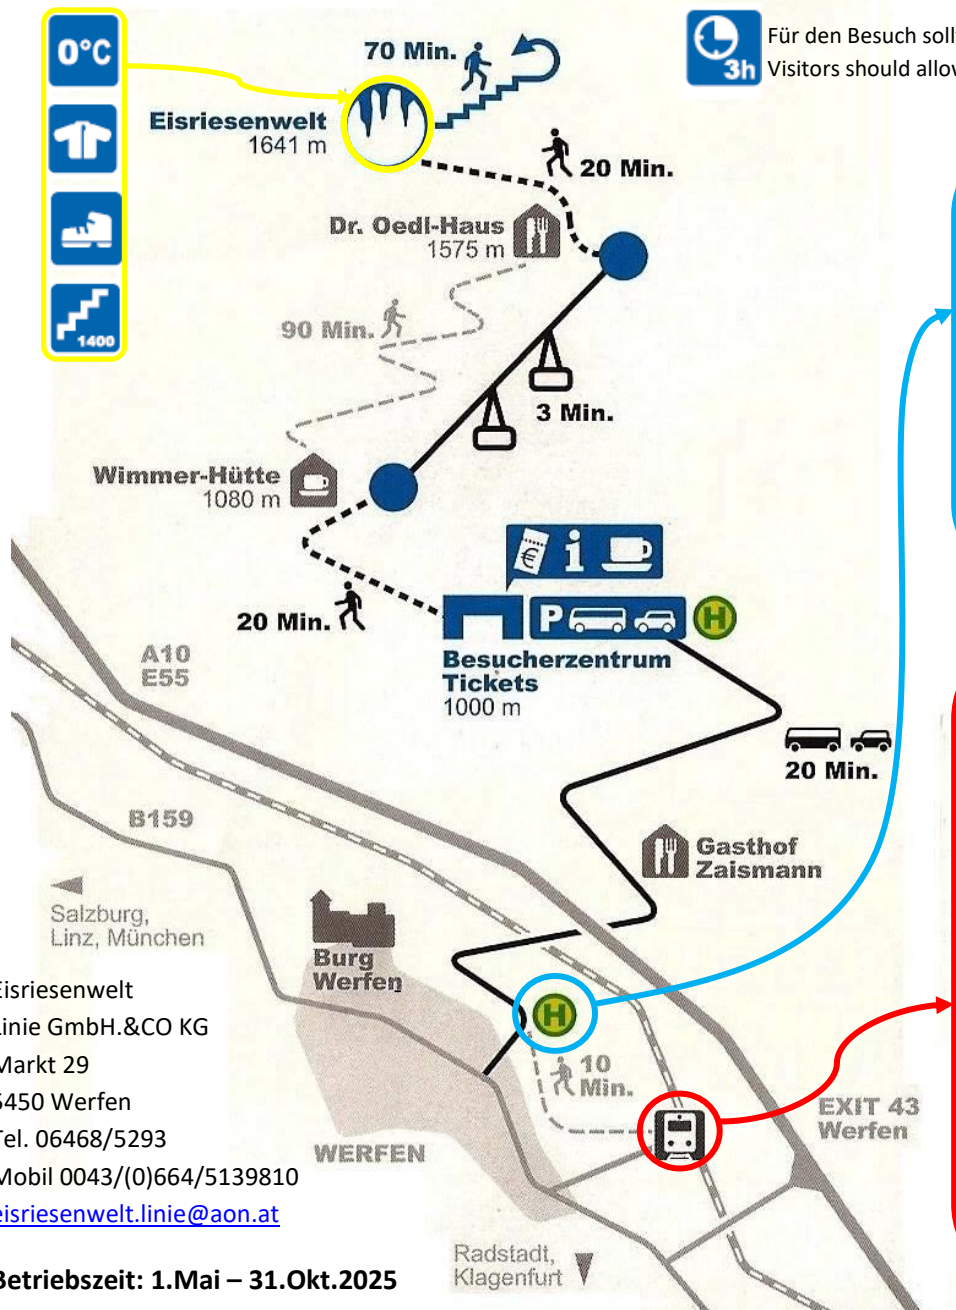 0°C
70 Min.
3h
Für den Besuch soll
Visitors should allow
Eisriesenwelt
1641 m
20 Min.
Dr. Oedl-Haus
1575 m
1400
90 Min.
3 Min.
Wimmer-Hütte
1080 m
€ i
20 Min.
P
H
Besucherzentrum
Tickets
1000 m
A10
E55
20 Min.
B159
Gasthof
Zaismann
Salzburg,
Linz, München
Burg
Werfen
H
Eisriesenwelt
Linie GmbH.&CO KG
Markt 29
5450 Werfen
Tel. 06468/5293
Mobil 0043/(0)664/5139810
eisriesenwelt.linie@aon.at
10
Min.
EXIT 43
Werfen
WERFEN
Radstadt,
Klagenfurt
Betriebszeit: 1.Mai – 31.Okt.2025